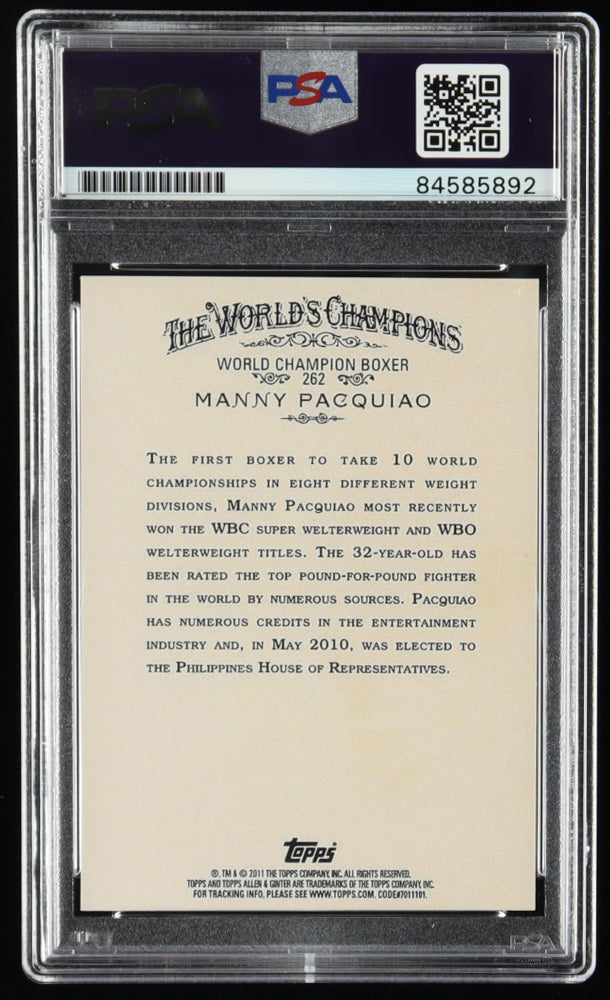 PSA
PSA
84585892
THE WORLD'S CHAMPIONS
WORLD CHAMPION BOXER
262
MANNY PACQUIAO
THE FIRST BOXER TO TAKE 10 WORLD
CHAMPIONSHIPS IN EIGHT DIFFERENT WEIGHT
DIVISIONS, MANNY PACQUIAO MOST RECENTLY
WON THE WBC SUPER WELTERWEIGHT AND WBO
WELTERWEIGHT TITLES. THE 32-YEAR-OLD HAS
BEEN RATED THE TOP POUND-FOR-POUND FIGHTER
IN THE WORLD BY NUMEROUS SOURCES. PACQUIAO
HAS NUMEROUS CREDITS IN THE ENTERTAINMENT
INDUSTRY AND, IN MAY 2010, WAS ELECTED TO
THE PHILIPPINES HOUSE OF REPRESENTATIVES.
Topps
®, TM & © 2011 THE TOPPS COMPANY, INC. ALL RIGHTS RESERVED.
TOPPS AND TOPPS ALLEN & GINTER ARE TRADEMARKS OF THE TOPPS COMPANY, INC.
FOR TRACKING INFO, PLEASE SEE WWW.TOPPS.COM. CODE#7011101.
PSA